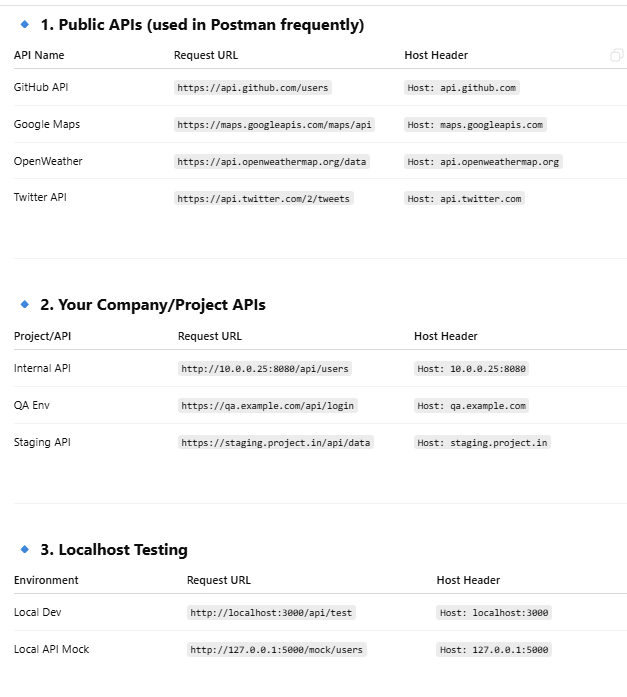 1. Public APIs (used in Postman frequently)
API Name Request URL Host Header
GitHub API https://api.github.com/users Host: api.github.com
Google Maps https://maps.googleapis.com/maps/api Host: maps.googleapis.com
OpenWeather https://api.openweathermap.org/data Host: api.openweathermap.org
Twitter API https://api.twitter.com/2/tweets Host: api.twitter.com
2. Your Company/Project APIs
Project/API Request URL Host Header
Internal API http://10.0.0.25:8080/api/users Host: 10.0.0.25:8080
QA Env https://qa.example.com/api/login Host: qa.example.com
Staging API https://staging.project.in/api/data Host: staging.project.in
3. Localhost Testing
Environment Request URL Host Header
Local Dev http://localhost:3000/api/test Host: localhost:3000
Local API Mock http://127.0.0.1:5000/mock/users Host: 127.0.0.1:5000